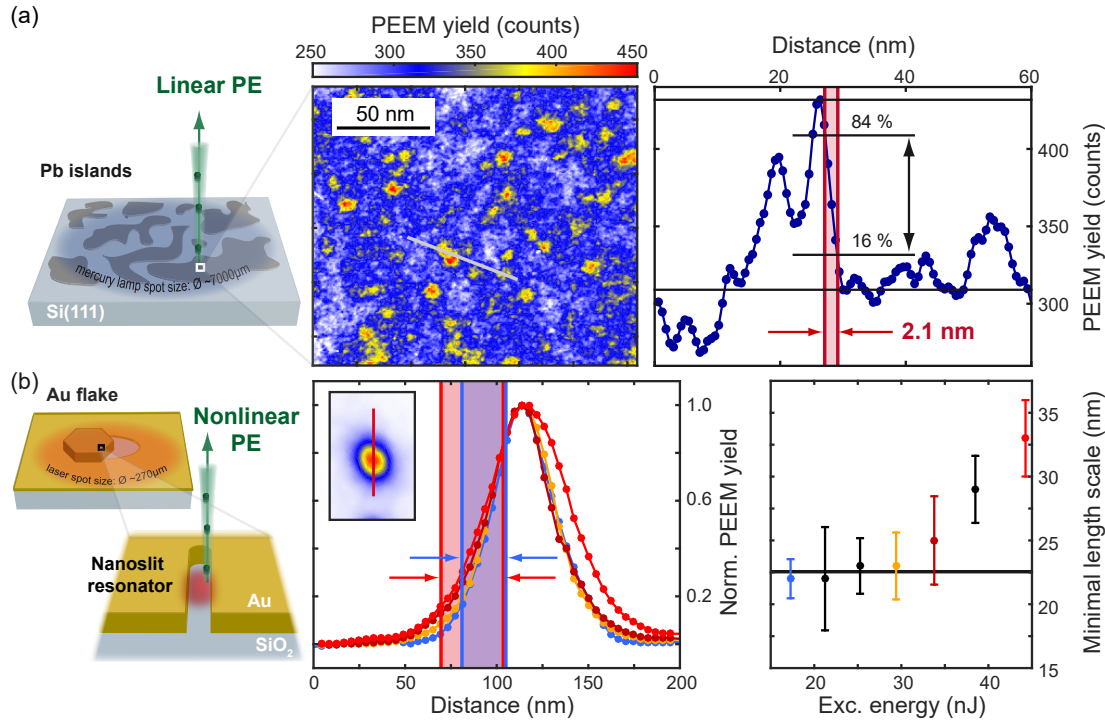 (a)
PEEM yield (counts)
250 300 350 400 450
Linear PE
Pb islands
mercury lamp spot size: Ø ~7000µm
Si(111)
50 nm
Distance (nm)
0 20 40 60
84 %
16 %
2.1 nm
400
350
300
PEEM yield (counts)
(b)
Au flake
Nonlinear
PE
laser spot size: Ø ~270µm
Nanoslit
resonator
Au
SiO2
1.0
0.6
0.2
Norm. PEEM yield
0 50 100 150 200
Distance (nm)
35
30
25
20
15
Minimal length scale (nm)
20 30 40
Exc. energy (nJ)